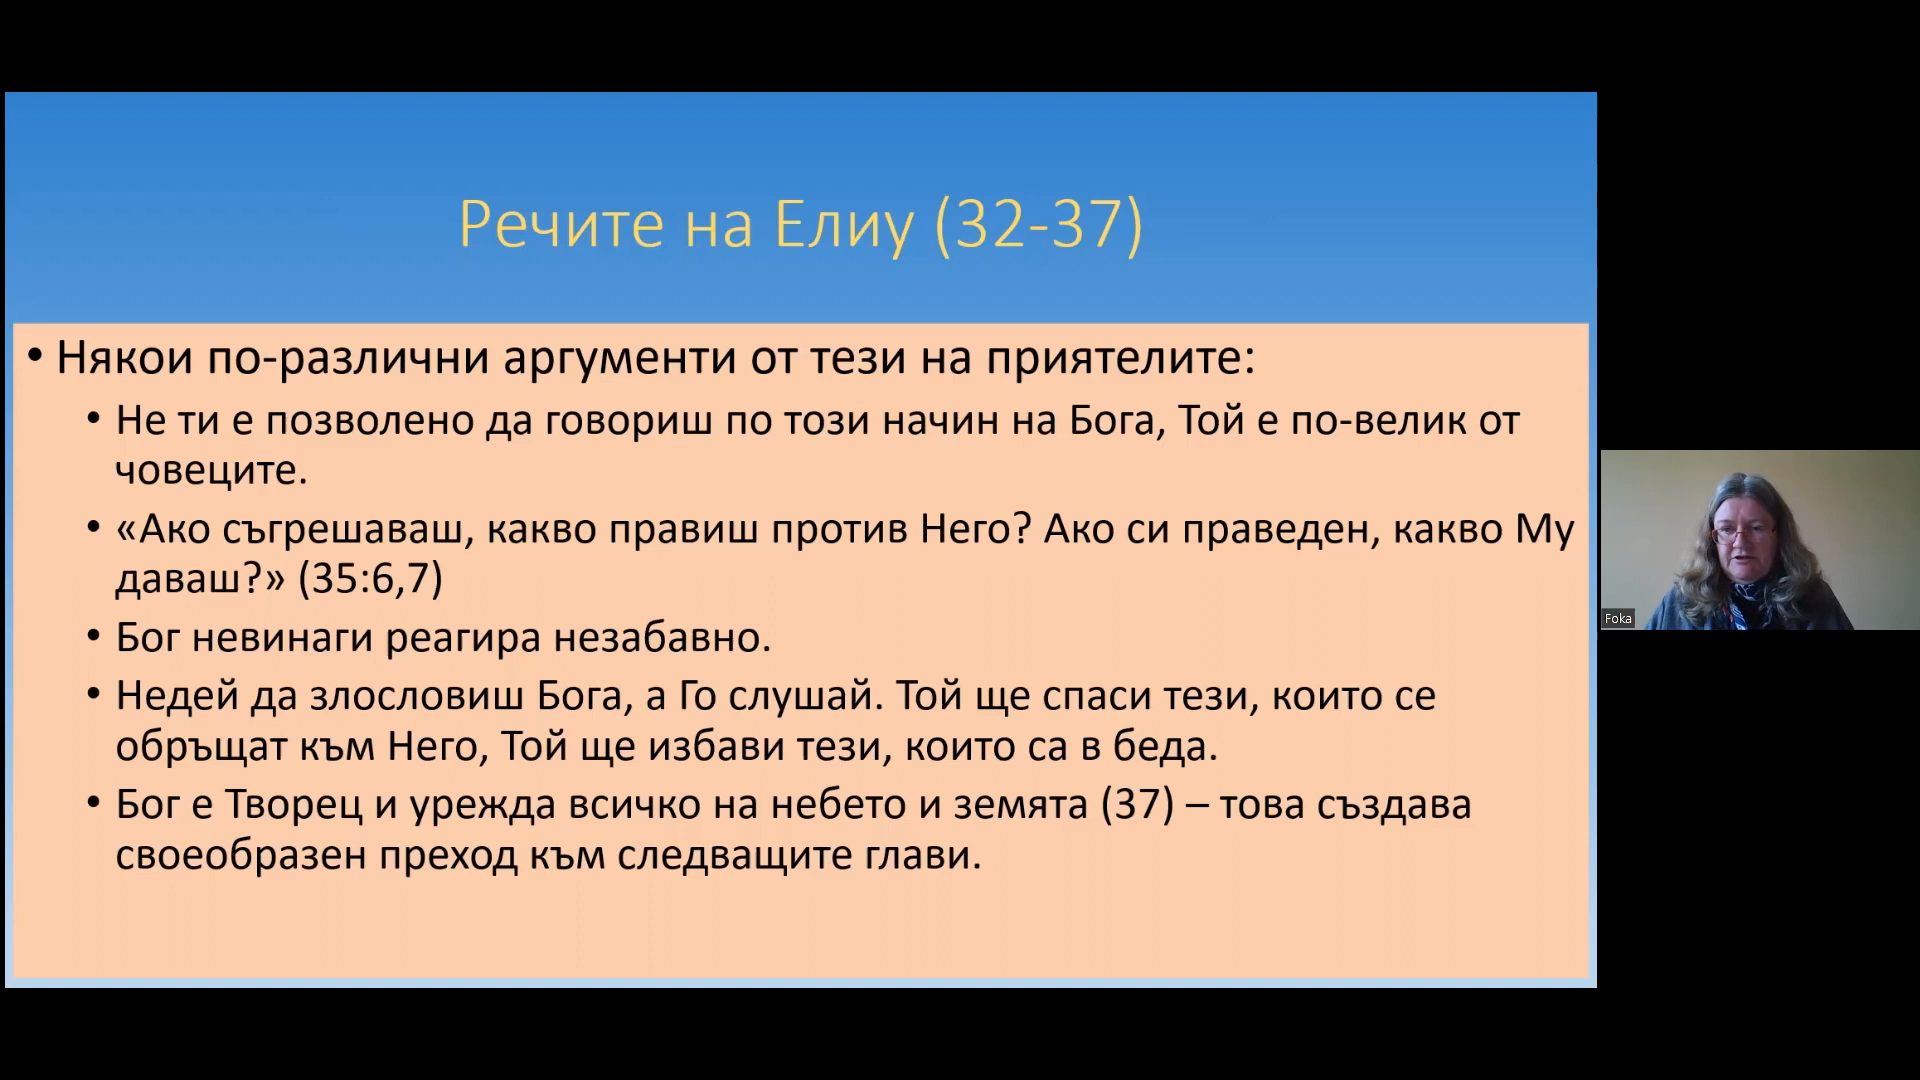 Речите на Елиу (32-37)
• Някои по-различни аргументи от тези на приятелите:
• Не ти е позволено да говориш по този начин на Бога, Той е по-велик от
човеците.
• «Ако съгрешаваш, какво правиш против Него? Ако си праведен, какво Му
даваш?» (35:6,7)
• Бог невинаги реагира незабавно.
• Недей да злословиш Бога, а Го слушай. Той ще спаси тези, които се
обръщат към Него, Той ще избави тези, които са в беда.
• Бог е Творец и урежда всичко на небето и земята (37) – това създава
своеобразен преход към следващите глави.
Foka